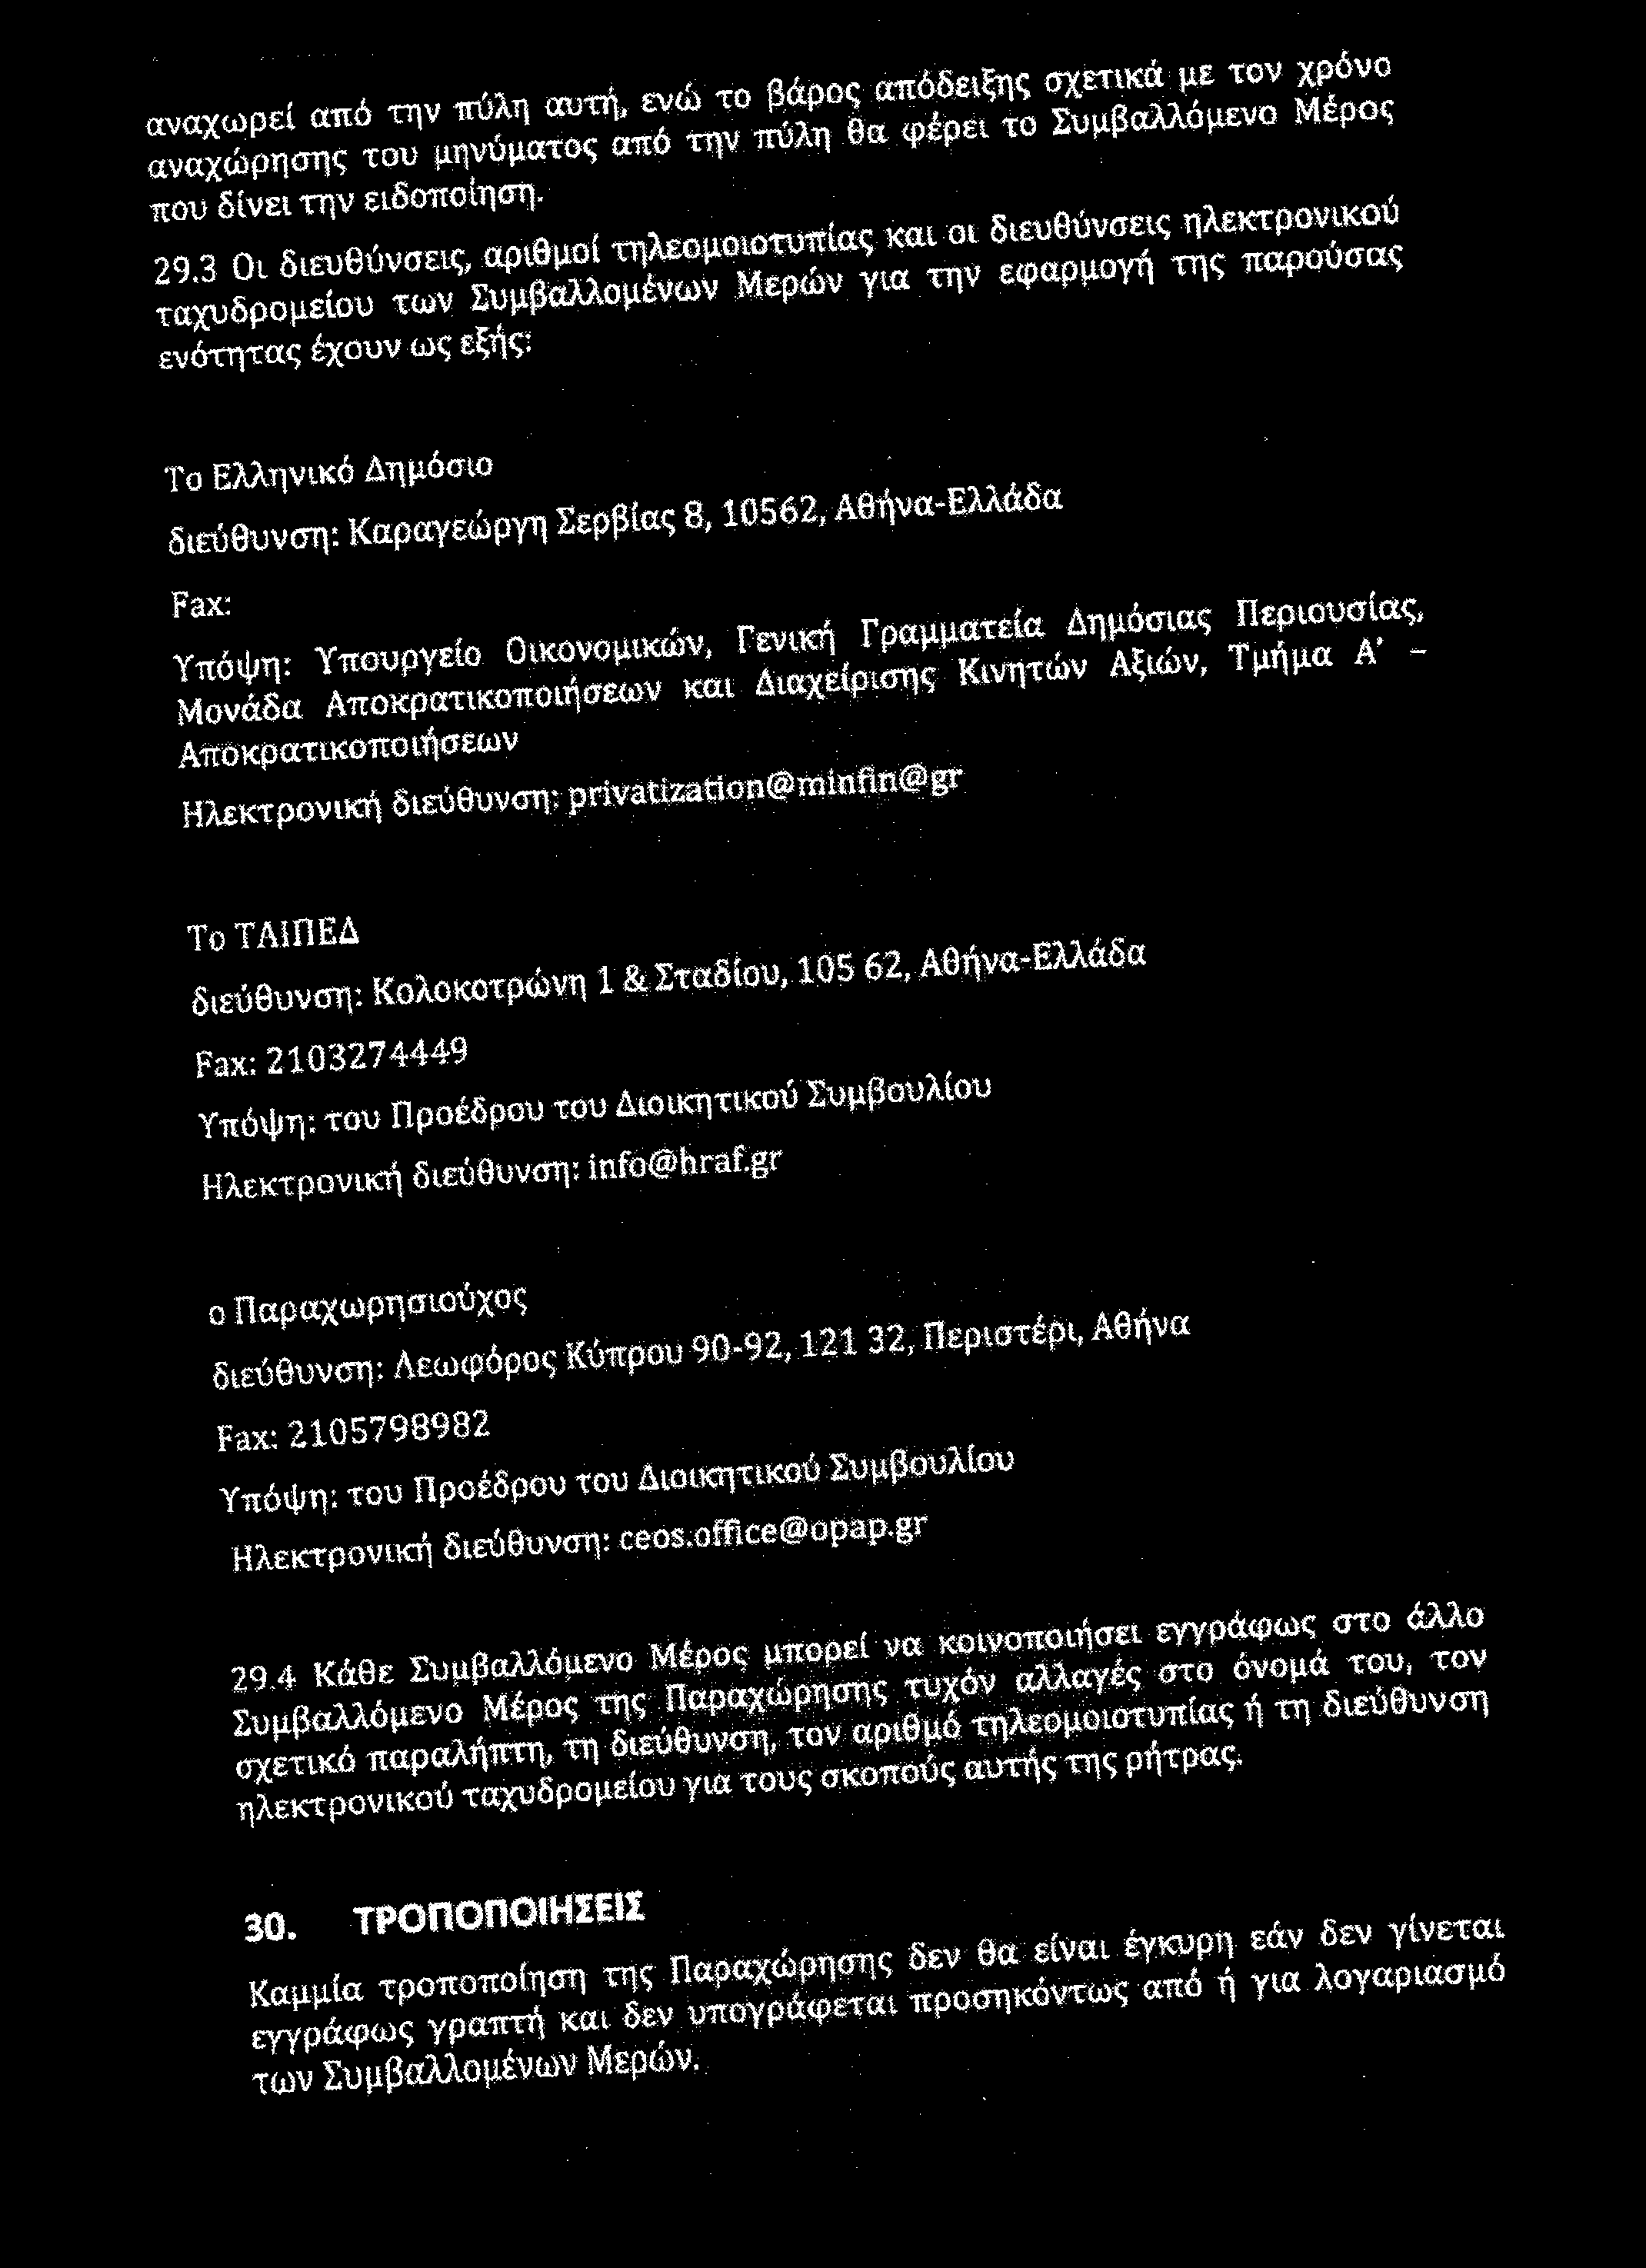 αναχωρεί από την πύλη αυτή, ενώ το βάρος απόδειξης σχετικά με τον χρόνο
αναχώρησης του μηνύματος από την πύλη θα φέρει το Συμβαλλόμενο Μέρος
που δίνει την ειδοποίηση.
29.3 Οι διευθύνσεις, αριθμοί τηλεομοιοτυπίας και οι διευθύνσεις ηλεκτρονικού
ταχυδρομείου των Συμβαλλομένων Μερών για την εφαρμογή της παρούσας
ενότητας έχουν ως εξής:
Το Ελληνικό Δημόσιο
διεύθυνση: Καραγεώργη Σερβίας 8, 10562, Αθήνα-Ελλάδα
Fax:
Υπόψη: Υπουργείο Οικονομικών, Γενική Γραμματεία Δημόσιας Περιουσίας,
Μονάδα Αποκρατικοποιήσεων και Διαχείρισης Κινητών Αξιών, Τμήμα Α' –
Αποκρατικοποιήσεων
Ηλεκτρονική διεύθυνση: privatization@minfin@gr
Το ΤΑΙΠΕΔ
διεύθυνση: Κολοκοτρώνη 1 & Σταδίου, 105 62, Αθήνα-Ελλάδα
Fax: 2103274449
Υπόψη: του Προέδρου του Διοικητικού Συμβουλίου
Ηλεκτρονική διεύθυνση: info@hraf.gr
ο Παραχωρησιούχος
διεύθυνση: Λεωφόρος Κύπρου 90-92, 121 32, Περιστέρι, Αθήνα
Fax: 2105798982
Υπόψη: του Προέδρου του Διοικητικού Συμβουλίου
Ηλεκτρονική διεύθυνση: ceos.office@opap.gr
29.4 Κάθε Συμβαλλόμενο Μέρος μπορεί να κοινοποιήσει εγγράφως στο άλλο
Συμβαλλόμενο Μέρος της Παραχώρησης τυχόν αλλαγές στο όνομά του, τον
σχετικό παραλήπτη, τη διεύθυνση, τον αριθμό τηλεομοιοτυπίας ή τη διεύθυνση
ηλεκτρονικού ταχυδρομείου για τους σκοπούς αυτής της ρήτρας.
30. ΤΡΟΠΟΠΟΙΗΣΕΙΣ
Καμμία τροποποίηση της Παραχώρησης δεν θα είναι έγκυρη εάν δεν γίνεται
εγγράφως γραπτή και δεν υπογράφεται προσηκόντως από ή για λογαριασμό
των Συμβαλλομένων Μερών.